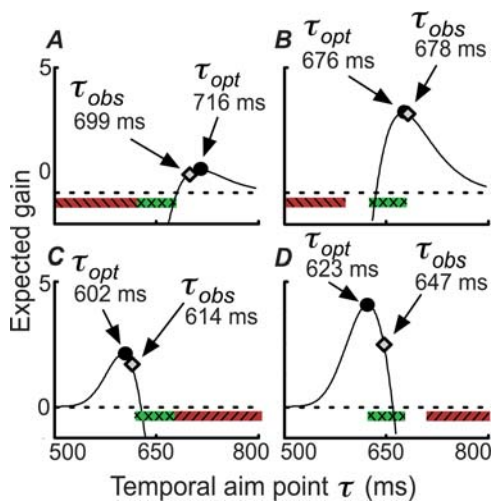 A
B
τopt
716 ms
τobs
699 ms
τopt
676 ms
τobs
678 ms
5
0
C
D
τopt
602 ms
τobs
614 ms
τopt
623 ms
τobs
647 ms
5
0
500
650
800
500
650
800
Expected gain
Temporal aim point τ (ms)